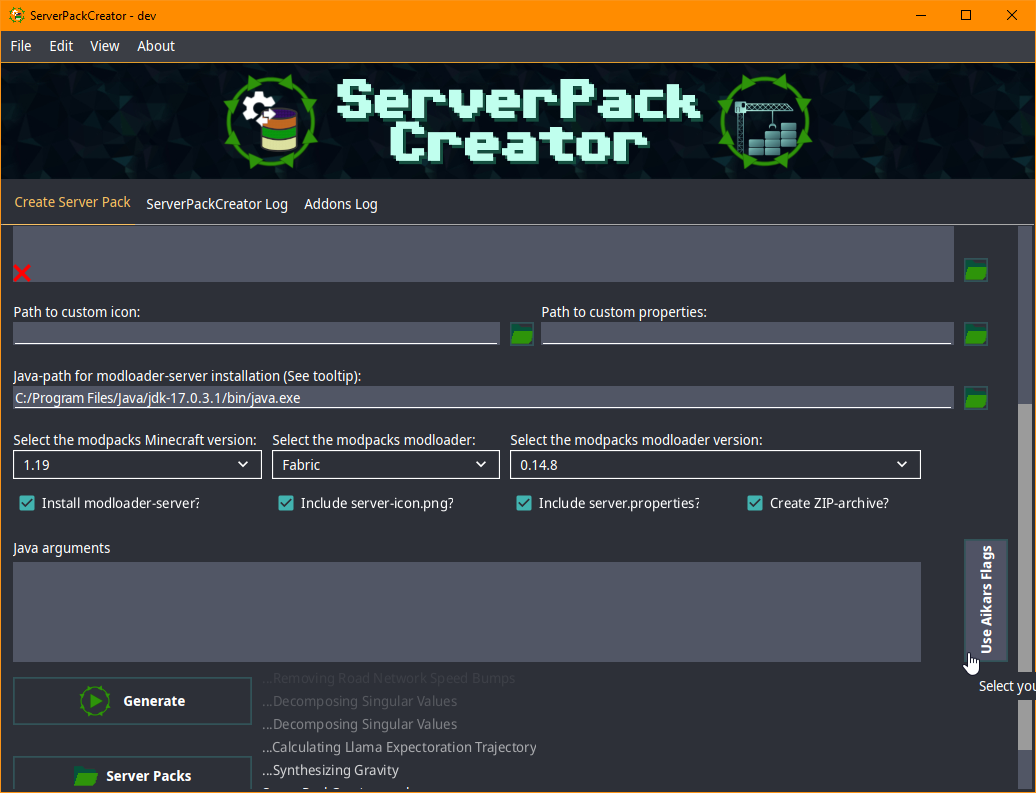 ServerPackCreator - dev
File Edit View About
ServerPack
Creator
Create Server Pack ServerPackCreator Log Addons Log
Path to custom icon: Path to custom properties:
Java-path for modloader-server installation (See tooltip):
C:/Program Files/Java/jdk-17.0.3.1/bin/java.exe
Select the modpacks Minecraft version: Select the modpacks modloader: Select the modpacks modloader version:
1.19 Fabric 0.14.8
Install modloader-server? Include server-icon.png? Include server.properties? Create ZIP-archive?
Java arguments
Use Aikars Flags
...Removing Road Network Speed Bumps
Select you
Generate
...Decomposing Singular Values
...Decomposing Singular Values
...Calculating Llama Expectoration Trajectory
...Synthesizing Gravity
Server Packs